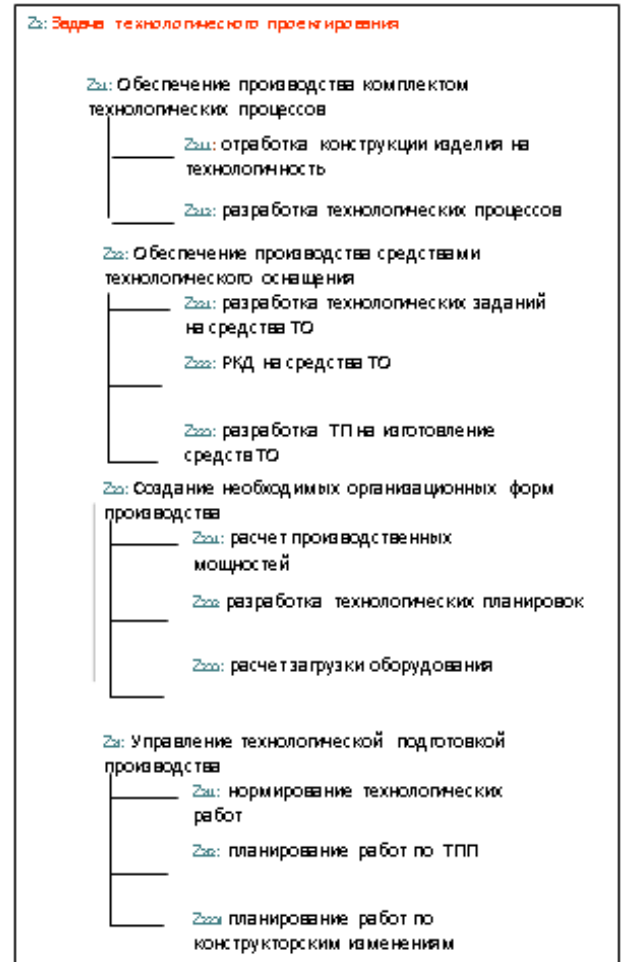 Z2: Задача технологического проектирования
Z21: Обеспечение производства комплектом
технологических процессов
Z211: отработка конструкции изделия на
технологичность
Z212: разработка технологических процессов
Z22: Обеспечение производства средствами
технологического оснащения
Z221: разработка технологических заданий
на средства ТО
Z222: РКД на средства ТО
Z223: разработка ТП на изготовление
средств ТО
Z23: Создание необходимых организационных форм
производства
Z231: расчет производственных
мощностей
Z232 разработка технологических планировок
Z233: расчет загрузки оборудования
Управление технологической подготовкой
производства
нормирование технологических
работ
планирование работ по ТПП
планирование работ по
конструкторским изменениям